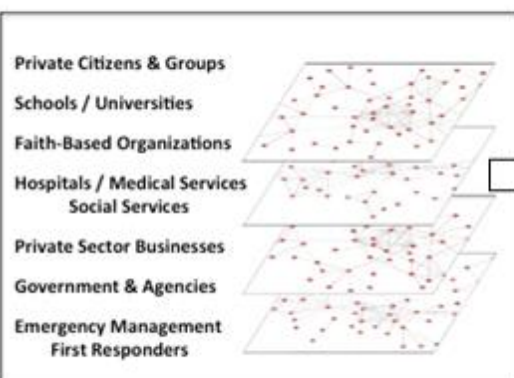 Private Citizens & Groups
Schools / Universities
Faith-Based Organizations
Hospitals / Medical Services
Social Services
Private Sector Businesses
Government & Agencies
Emergency Management
First Responders